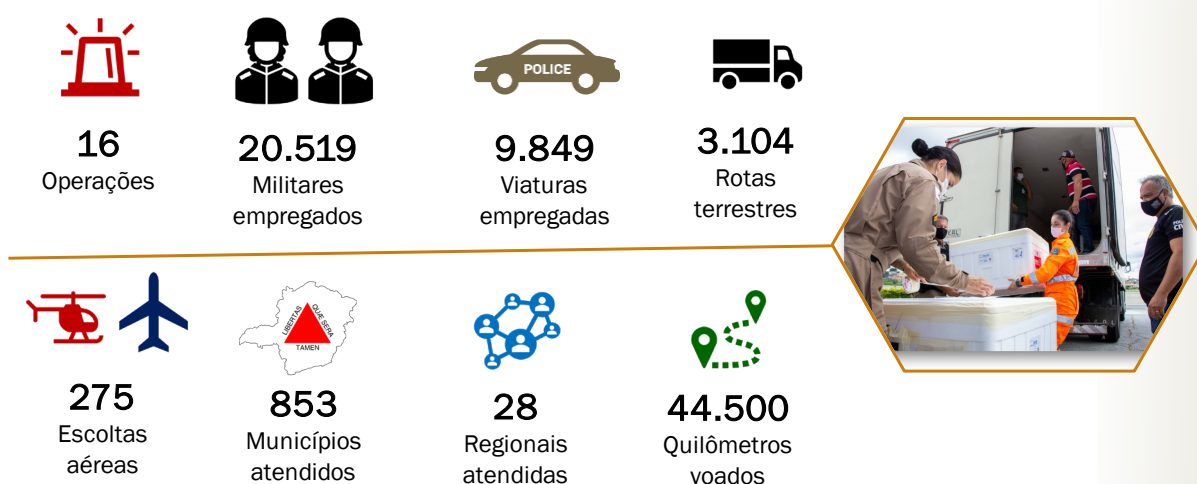 POLICE
16
Operações
20.519
Militares
empregados
9.849
Viaturas
empregadas
3.104
Rotas
terrestres
LIBERTAS
QUÆ SERA
TAMEN
275
Escoltas
aéreas
853
Municípios
atendidos
28
Regionais
atendidas
44.500
Quilômetros
voados